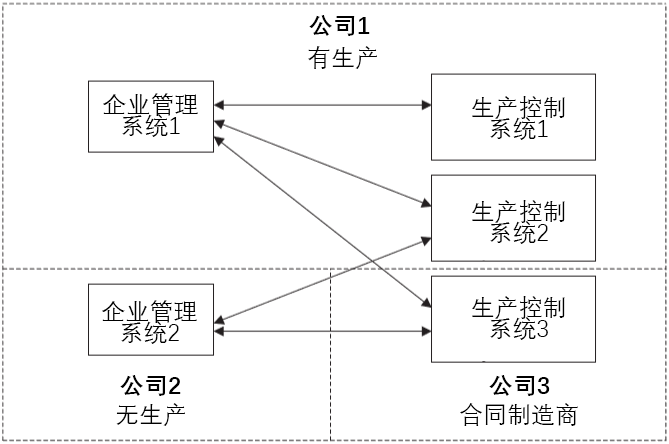 公司1
有生产
企业管理
系统1
生产控制
系统1
生产控制
系统2
企业管理
系统2
生产控制
系统3
公司2
无生产
公司3
合同制造商